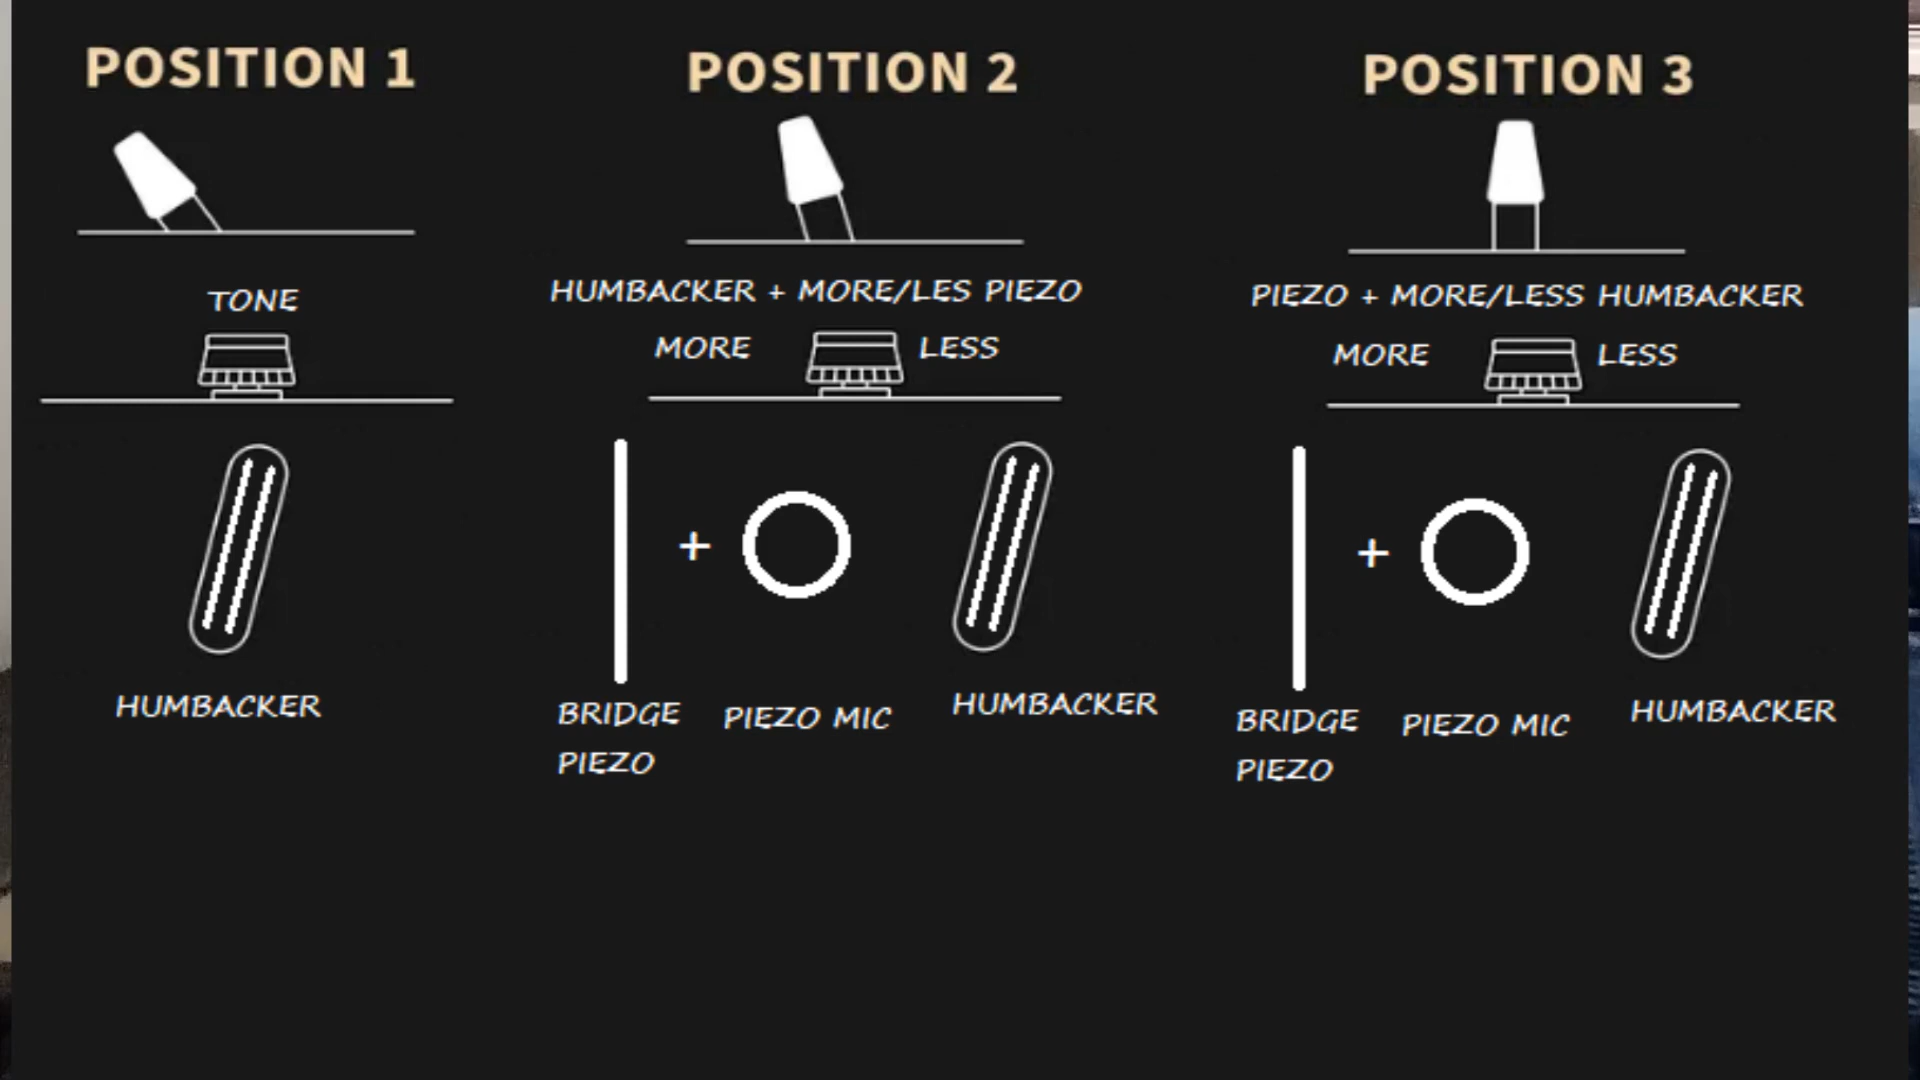 POSITION 1
TONE
HUMBACKER
POSITION 2
HUMBACKER + MORE/LES PIEZO
MORE LESS
+
BRIDGE
PIEZO
PIEZO MIC
HUMBACKER
POSITION 3
PIEZO + MORE/LESS HUMBACKER
MORE LESS
+
BRIDGE
PIEZO
PIEZO MIC
HUMBACKER